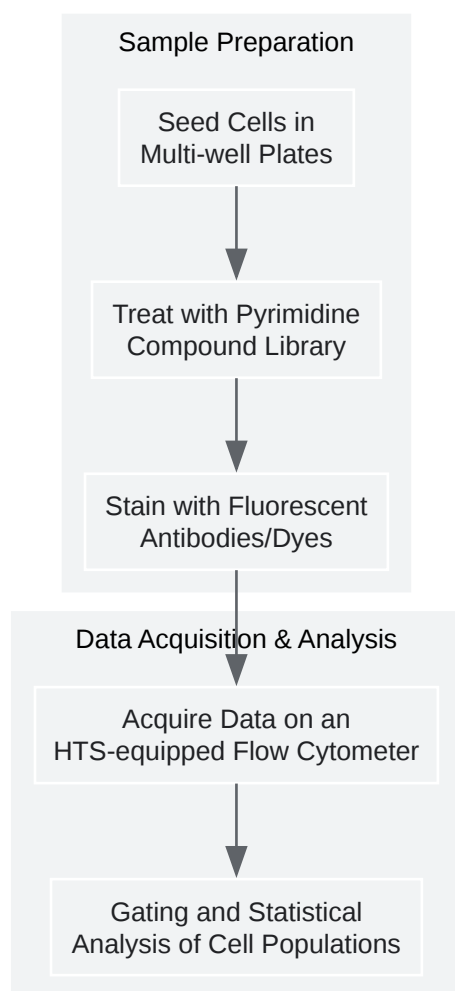 Sample Preparation
Seed Cells in
Multi-well Plates
Treat with Pyrimidine
Compound Library
Stain with Fluorescent
Antibodies/Dyes
Data Acquisition & Analysis
Acquire Data on an
HTS-equipped Flow Cytometer
Gating and Statistical
Analysis of Cell Populations